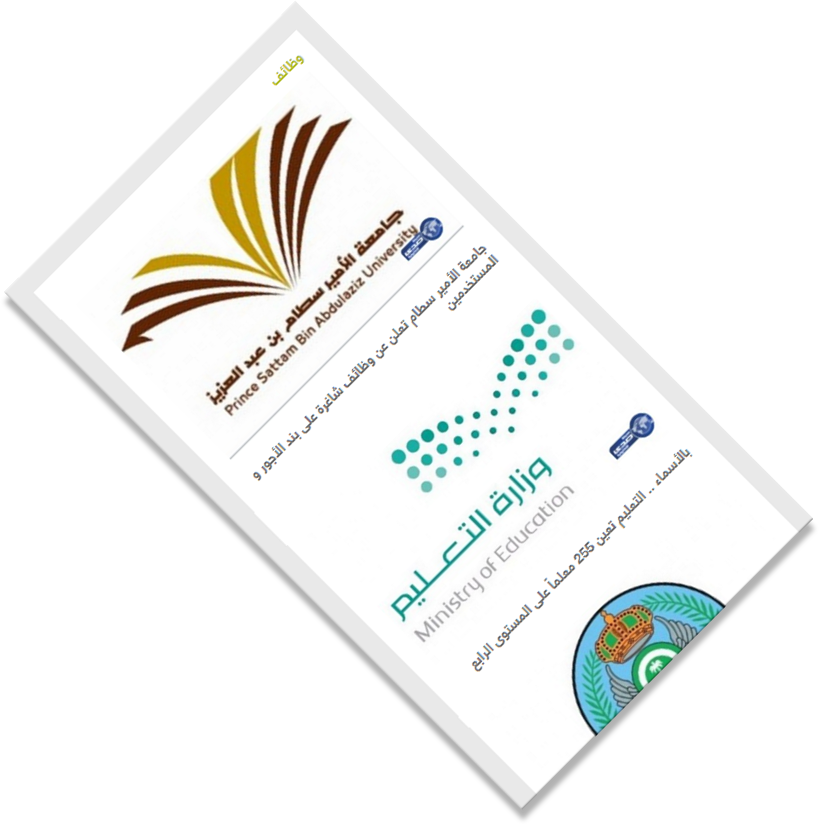 وظائف
جامعة الأمير سطام بن عبد العزيز
Prince Sattam Bin Abdulaziz University
جامعة الأمير سطام تعلن عن وظائف شاغرة على بند الأجور و
المستخدمين
وزارة التعـليم
Ministry of Education
بالأسماء .. التعليم تعين 255 معلماً على المستوى الرابع